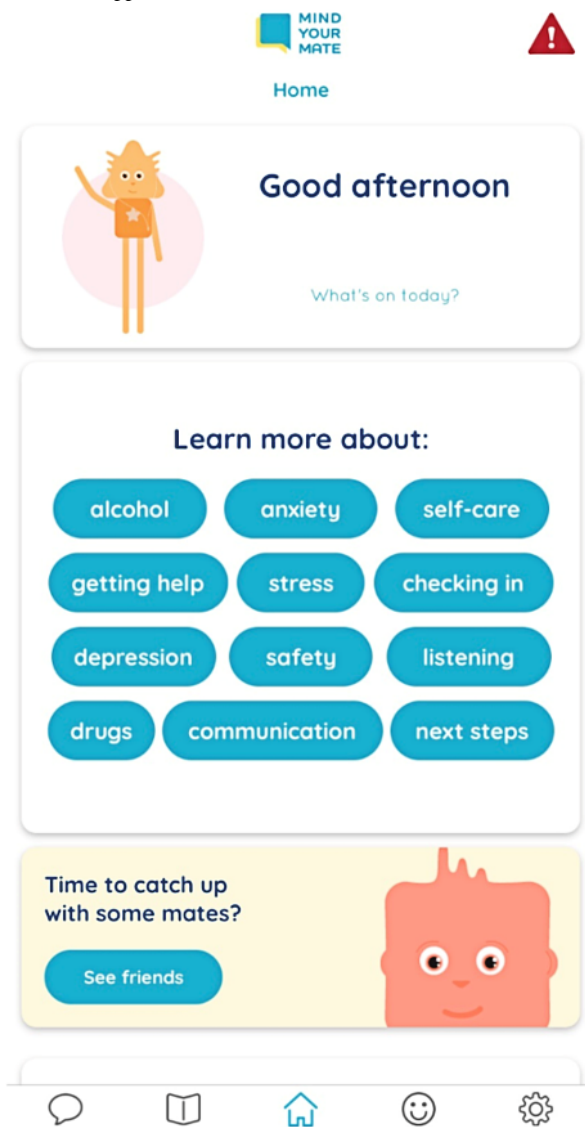 MIND
YOUR
MATE
!
Home
Good afternoon
What's on today?
Learn more about:
alcohol anxiety self-care
getting help stress checking in
depression safety listening
drugs communication next steps
Time to catch up
with some mates?
See friends